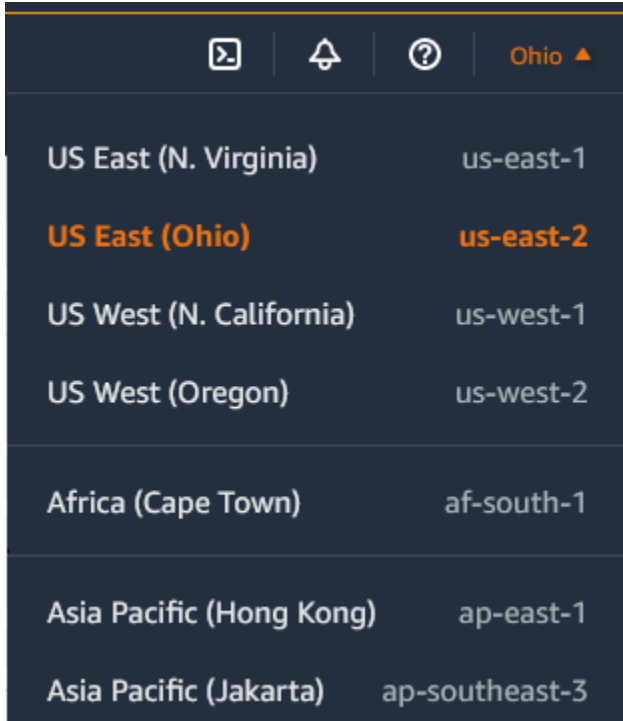 Ohio
US East (N. Virginia) us-east-1
US East (Ohio) us-east-2
US West (N. California) us-west-1
US West (Oregon) us-west-2
Africa (Cape Town) af-south-1
Asia Pacific (Hong Kong) ap-east-1
Asia Pacific (Jakarta) ap-southeast-3